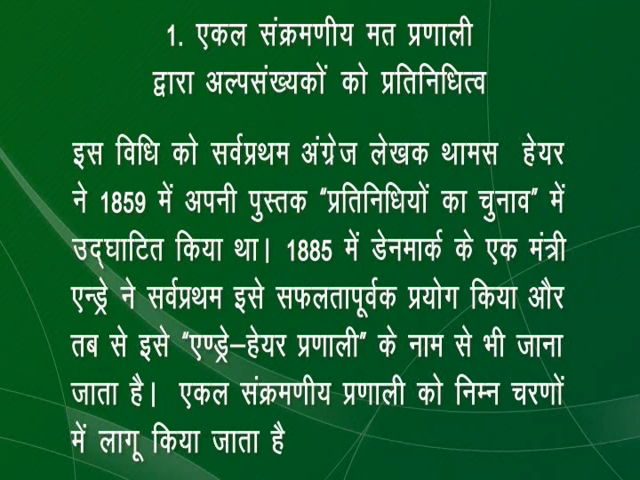 1. एकल संक्रमणीय मत प्रणाली
द्वारा अल्पसंख्यकों को प्रतिनिधित्व
इस विधि को सर्वप्रथम अंग्रेज लेखक थामस हेयर
ने 1859 में अपनी पुस्तक "प्रतिनिधियों का चुनाव" में
उद्घाटित किया था। 1885 में डेनमार्क के एक मंत्री
एन्ड्रे ने सर्वप्रथम इसे सफलतापूर्वक प्रयोग किया और
तब से इसे "एण्ड्रे–हेयर प्रणाली" के नाम से भी जाना
जाता है। एकल संक्रमणीय प्रणाली को निम्न चरणों
में लागू किया जाता है